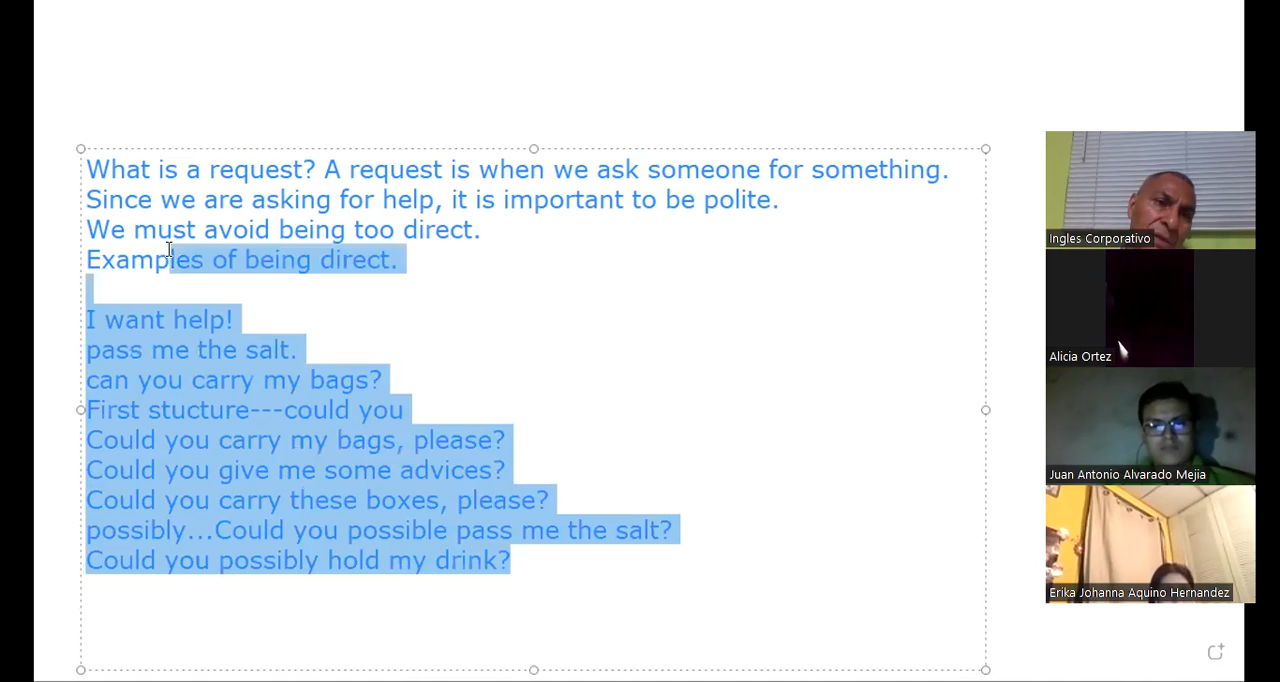 What is a request? A request is when we ask someone for something.
Since we are asking for help, it is important to be polite.
We must avoid being too direct.
Examples of being direct.
I want help!
pass me the salt.
can you carry my bags?
First stucture---could you
Could you carry my bags, please?
Could you give me some advices?
Could you carry these boxes, please?
possibly...Could you possible pass me the salt?
Could you possibly hold my drink?
Ingles Corporativo
Alicia Ortez
Juan Antonio Alvarado Mejia
Erika Johanna Aquino Hernandez